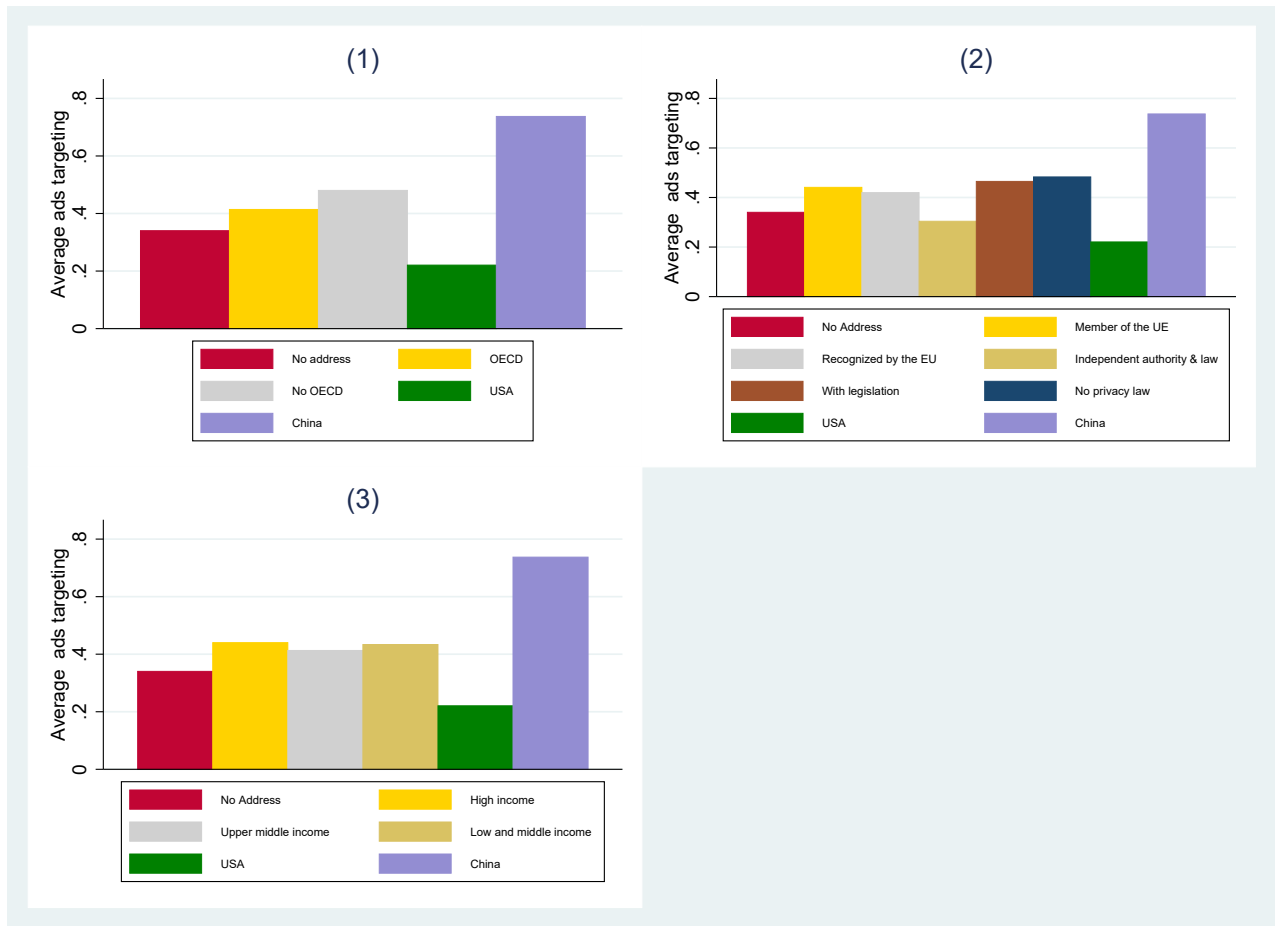 (1)
Average ads targeting
.8
.6
.4
.2
0
No address OECD
No OECD USA
China
(2)
Average ads targeting
.8
.6
.4
.2
0
No Address Member of the UE
Recognized by the EU Independent authority & law
With legislation No privacy law
USA China
(3)
Average ads targeting
.8
.6
.4
.2
0
No Address High income
Upper middle income Low and middle income
USA China